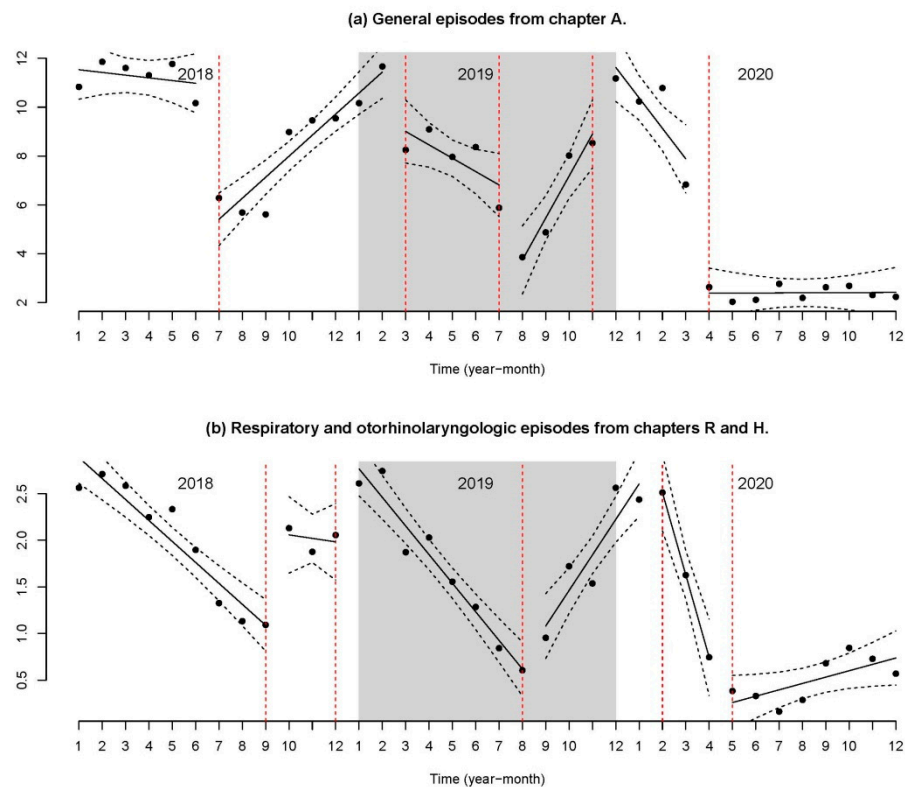 (a) General episodes from chapter A.
12
10
8
6
4
2
2018
2019
2020
1 2 3 4 5 6 7 8 9 10 12 1 2 3 4 5 6 7 8 9 10 12 1 2 3 4 5 6 7 8 9 10 12
Time (year−month)
(b) Respiratory and otorhinolaryngologic episodes from chapters R and H.
2.5
2.0
1.5
1.0
0.5
2018
2019
2020
1 2 3 4 5 6 7 8 9 10 12 1 2 3 4 5 6 7 8 9 10 12 1 2 3 4 5 6 7 8 9 10 12
Time (year−month)